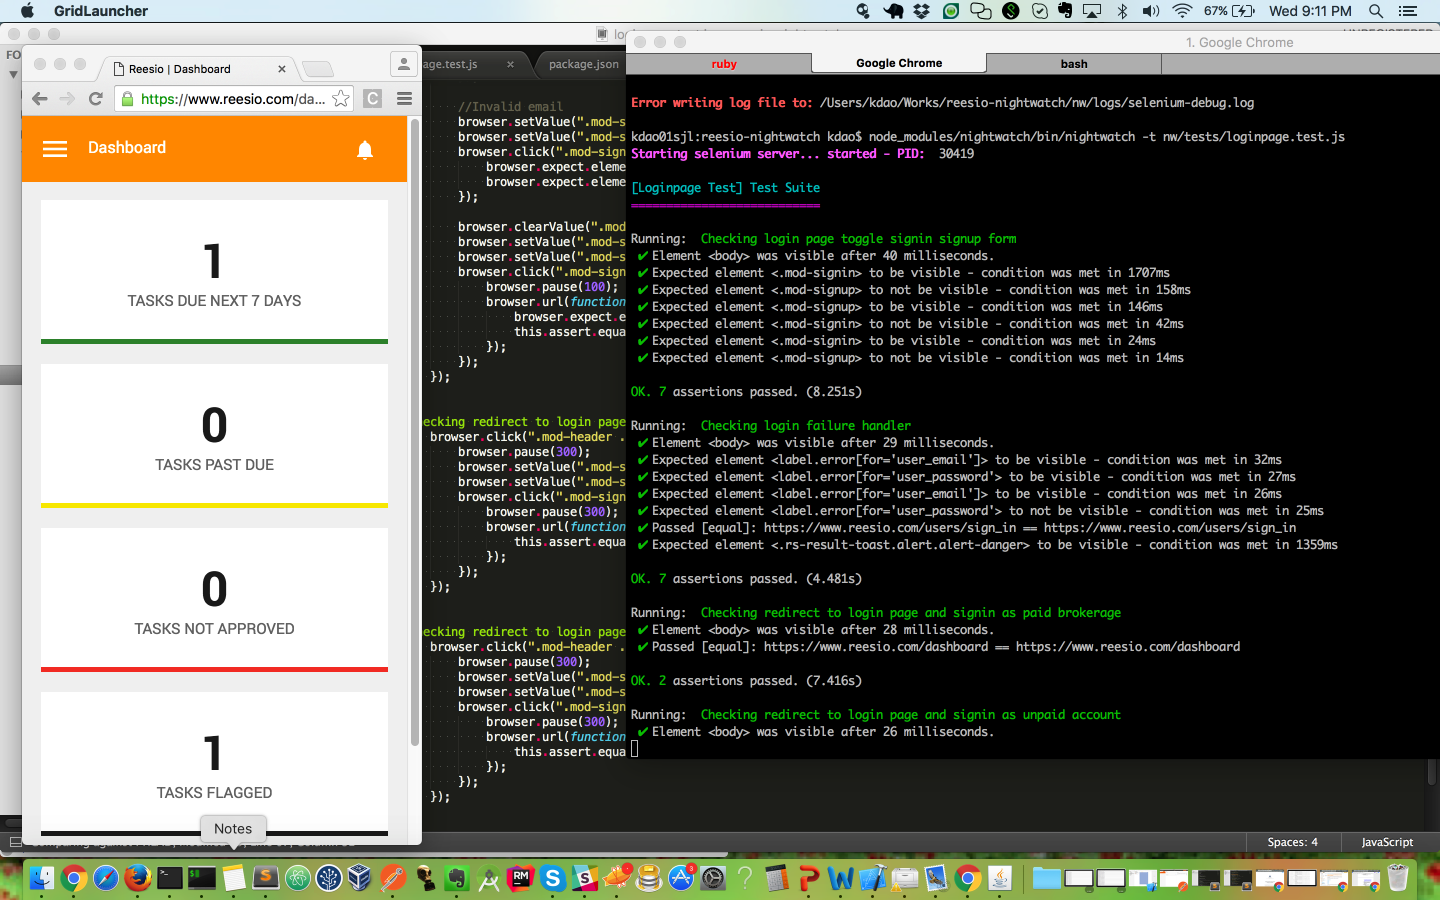 GridLauncher
67%
Wed 9:11 PM
Reesio | Dashboard
https://www.reesio.com/da...
Dashboard
1
TASKS DUE NEXT 7 DAYS
0
TASKS PAST DUE
0
TASKS NOT APPROVED
1
TASKS FLAGGED
Notes
age.test.js
package.json
//Invalid email
browser.setValue(".mod-s
browser.setValue(".mod-s
browser.click(".mod-sign
browser.expect.eleme
browser.expect.eleme
});
browser.clearValue(".mod
browser.setValue(".mod-s
browser.setValue(".mod-s
browser.click(".mod-sign
browser.pause(100);
browser.url(function
browser.expect.e
this.assert.equa
});
});
});
ecking redirect to login page
browser.click(".mod-header .
browser.pause(300);
browser.setValue(".mod-s
browser.setValue(".mod-s
browser.click(".mod-sign
browser.pause(300);
browser.url(function
this.assert.equa
});
});
});
ecking redirect to login page
browser.click(".mod-header .
browser.pause(300);
browser.setValue(".mod-s
browser.setValue(".mod-s
browser.click(".mod-sign
browser.pause(300);
browser.url(function
this.assert.equa
});
});
});
Spaces: 4
JavaScript
1. Google Chrome
ruby
Google Chrome
bash
Error writing log file to: /Users/kdao/Works/reesio-nightwatch/nw/logs/selenium-debug.log
kdao01sjl:reesio-nightwatch kdao$ node_modules/nightwatch/bin/nightwatch -t nw/tests/loginpage.test.js
Starting selenium server... started - PID:  30419
[Loginpage Test] Test Suite
===========================
Running:  Checking login page toggle signin signup form
✔ Element <body> was visible after 40 milliseconds.
✔ Expected element <.mod-signin> to be visible - condition was met in 1707ms
✔ Expected element <.mod-signup> to not be visible - condition was met in 158ms
✔ Expected element <.mod-signup> to be visible - condition was met in 146ms
✔ Expected element <.mod-signin> to not be visible - condition was met in 42ms
✔ Expected element <.mod-signin> to be visible - condition was met in 24ms
✔ Expected element <.mod-signup> to not be visible - condition was met in 14ms
OK. 7 assertions passed. (8.251s)
Running:  Checking login failure handler
✔ Element <body> was visible after 29 milliseconds.
✔ Expected element <label.error[for='user_email']> to be visible - condition was met in 32ms
✔ Expected element <label.error[for='user_password'> to be visible - condition was met in 27ms
✔ Expected element <label.error[for='user_email']> to be visible - condition was met in 26ms
✔ Expected element <label.error[for='user_password'> to not be visible - condition was met in 25ms
✔ Passed [equal]: https://www.reesio.com/users/sign_in == https://www.reesio.com/users/sign_in
✔ Expected element <.rs-result-toast.alert.alert-danger> to be visible - condition was met in 1359ms
OK. 7 assertions passed. (4.481s)
Running:  Checking redirect to login page and signin as paid brokerage
✔ Element <body> was visible after 28 milliseconds.
✔ Passed [equal]: https://www.reesio.com/dashboard == https://www.reesio.com/dashboard
OK. 2 assertions passed. (7.416s)
Running:  Checking redirect to login page and signin as unpaid account
✔ Element <body> was visible after 26 milliseconds.